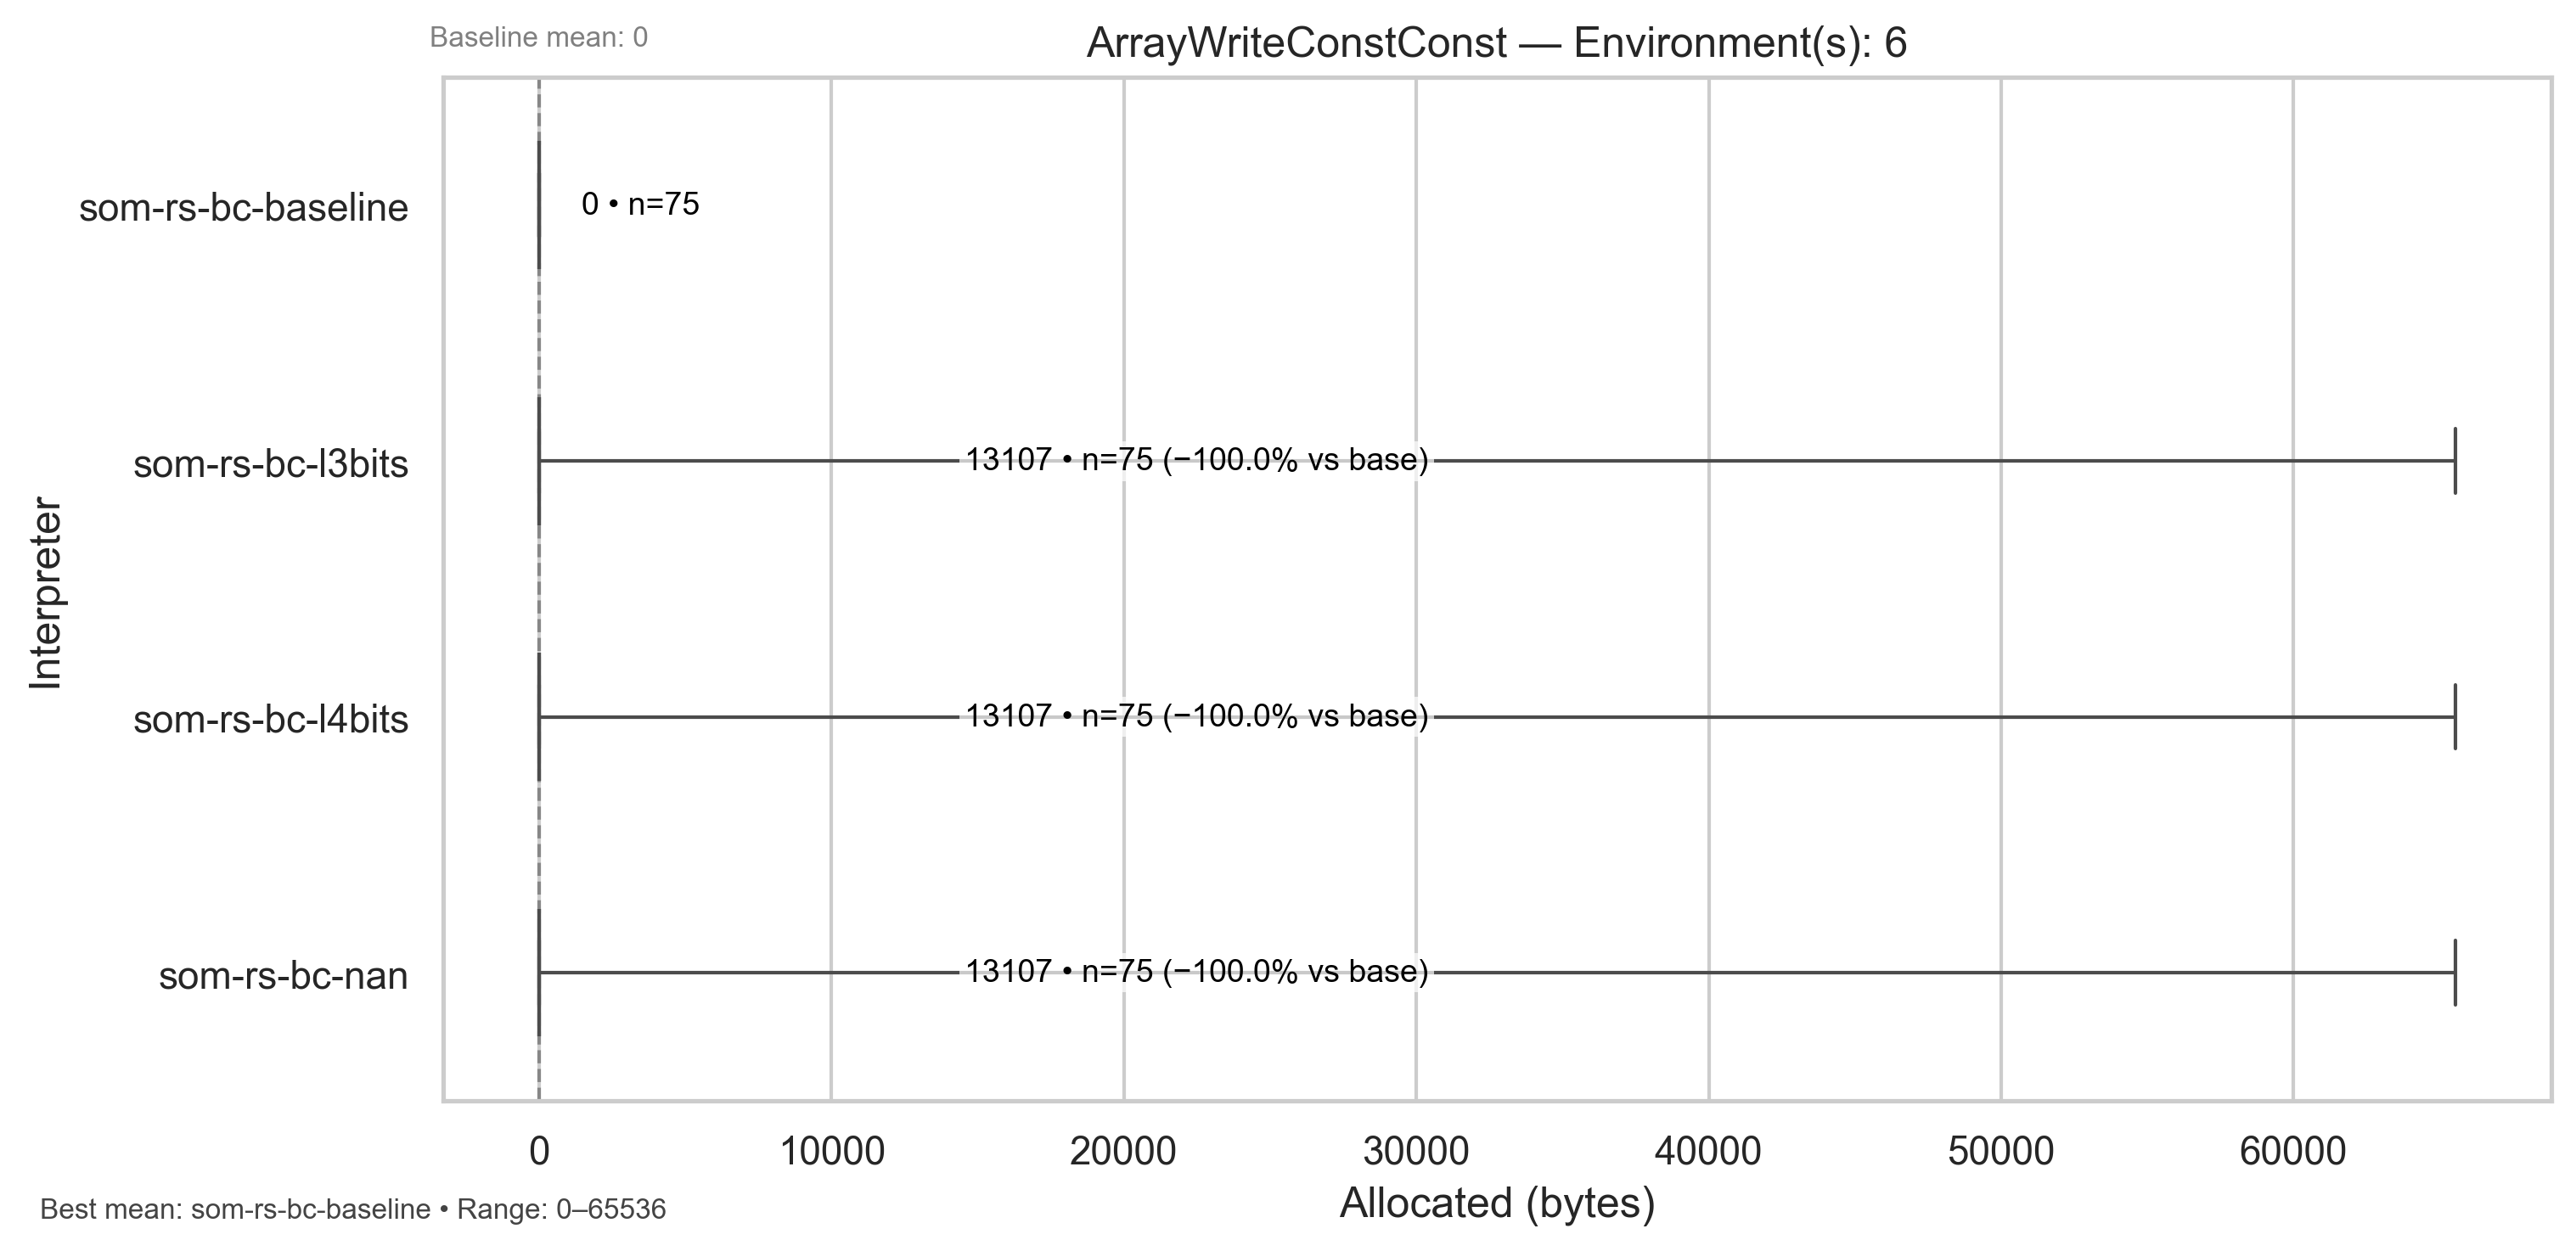 Baseline mean: 0
ArrayWriteConstConst — Environment(s): 6
som-rs-bc-baseline
0 • n=75
som-rs-bc-l3bits
13107 • n=75 (−100.0% vs base)
Interpreter
som-rs-bc-l4bits
13107 • n=75 (−100.0% vs base)
som-rs-bc-nan
13107 • n=75 (−100.0% vs base)
0 10000 20000 30000 40000 50000 60000
Allocated (bytes)
Best mean: som-rs-bc-baseline • Range: 0–65536